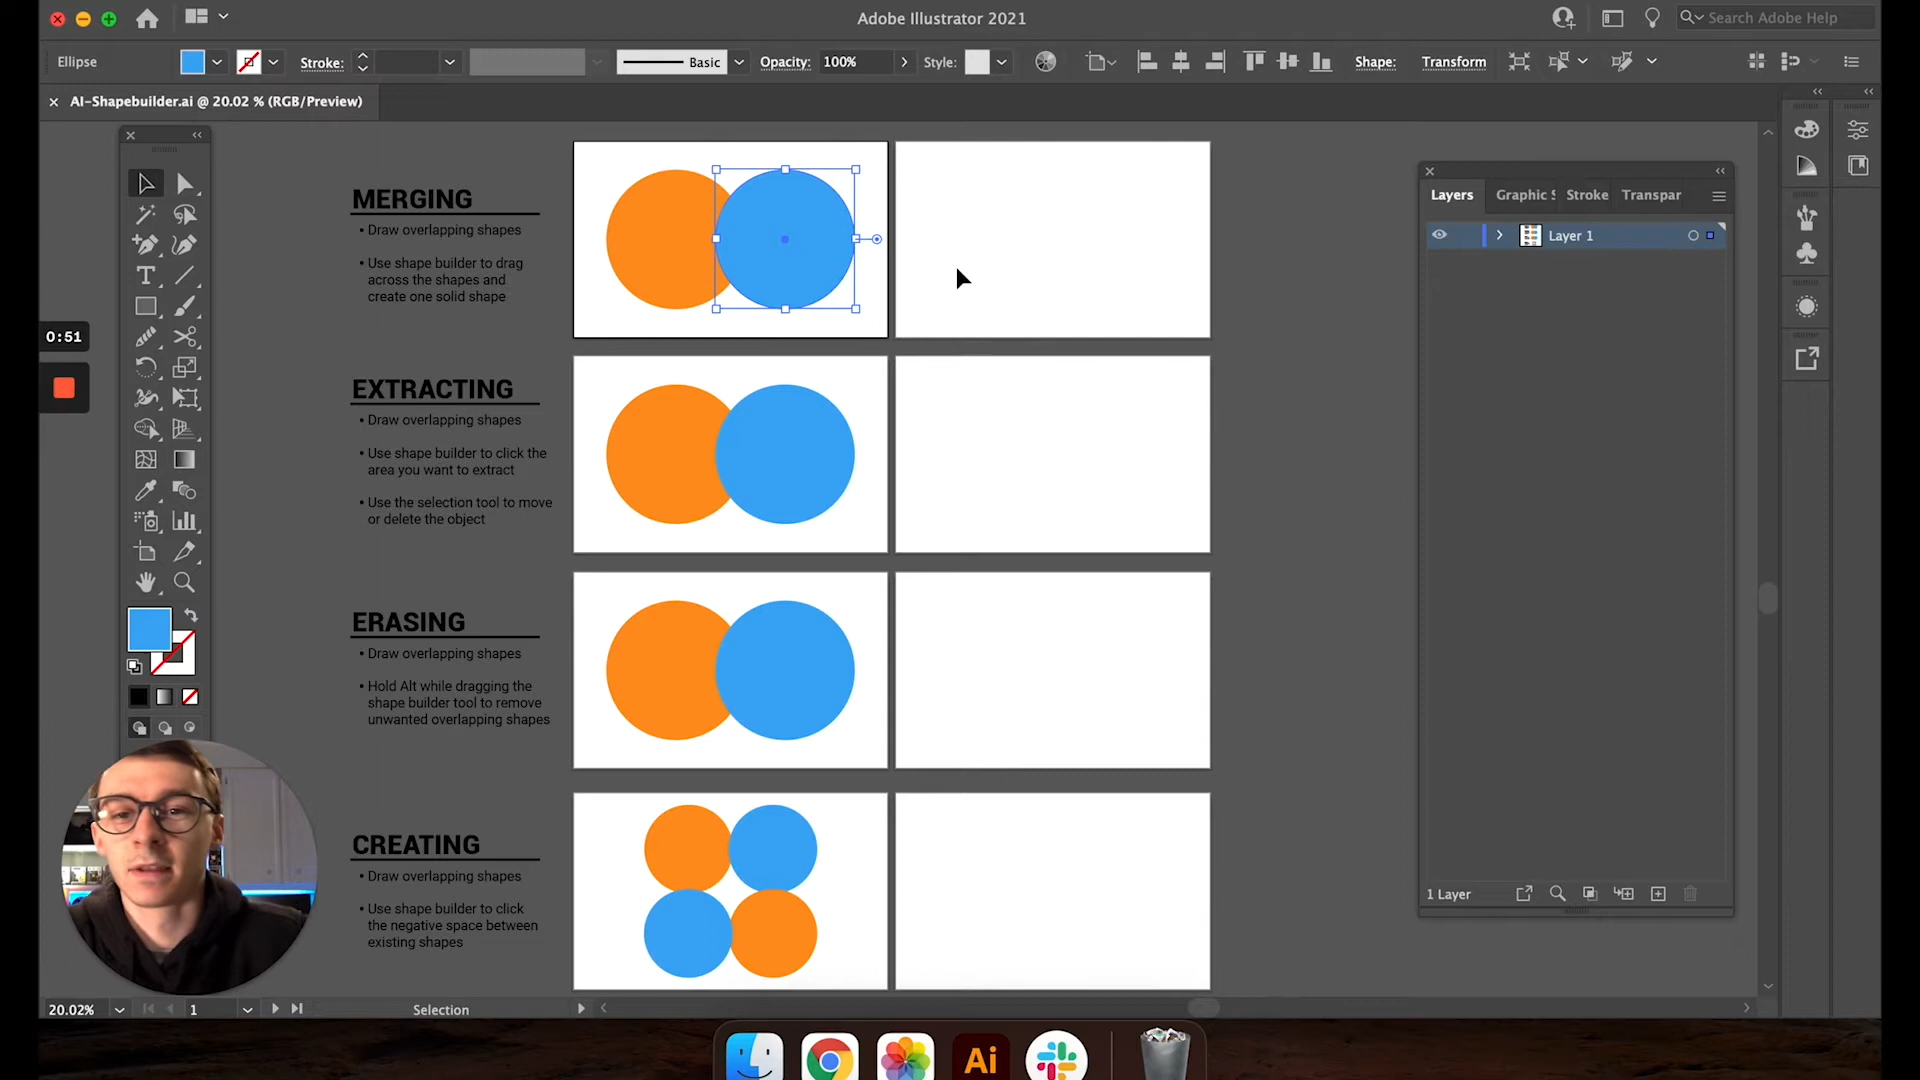 Adobe Illustrator 2021
Search Adobe Help
Ellipse
Stroke:
Basic
Opacity:
100%
Style:
Shape:
Transform
AI-Shapebuilder.ai @ 20.02 % (RGB/Preview)
MERGING
• Draw overlapping shapes
• Use shape builder to drag
across the shapes and
create one solid shape
Layers
Graphic S
Stroke
Transpar
Layer 1
0:51
EXTRACTING
• Draw overlapping shapes
• Use shape builder to click the
area you want to extract
• Use the selection tool to move
or delete the object
ERASING
• Draw overlapping shapes
• Hold Alt while dragging the
shape builder tool to remove
unwanted overlapping shapes
CREATING
• Draw overlapping shapes
• Use shape builder to click
the negative space between
existing shapes
1 Layer
20.02%
1
Selection
Ai